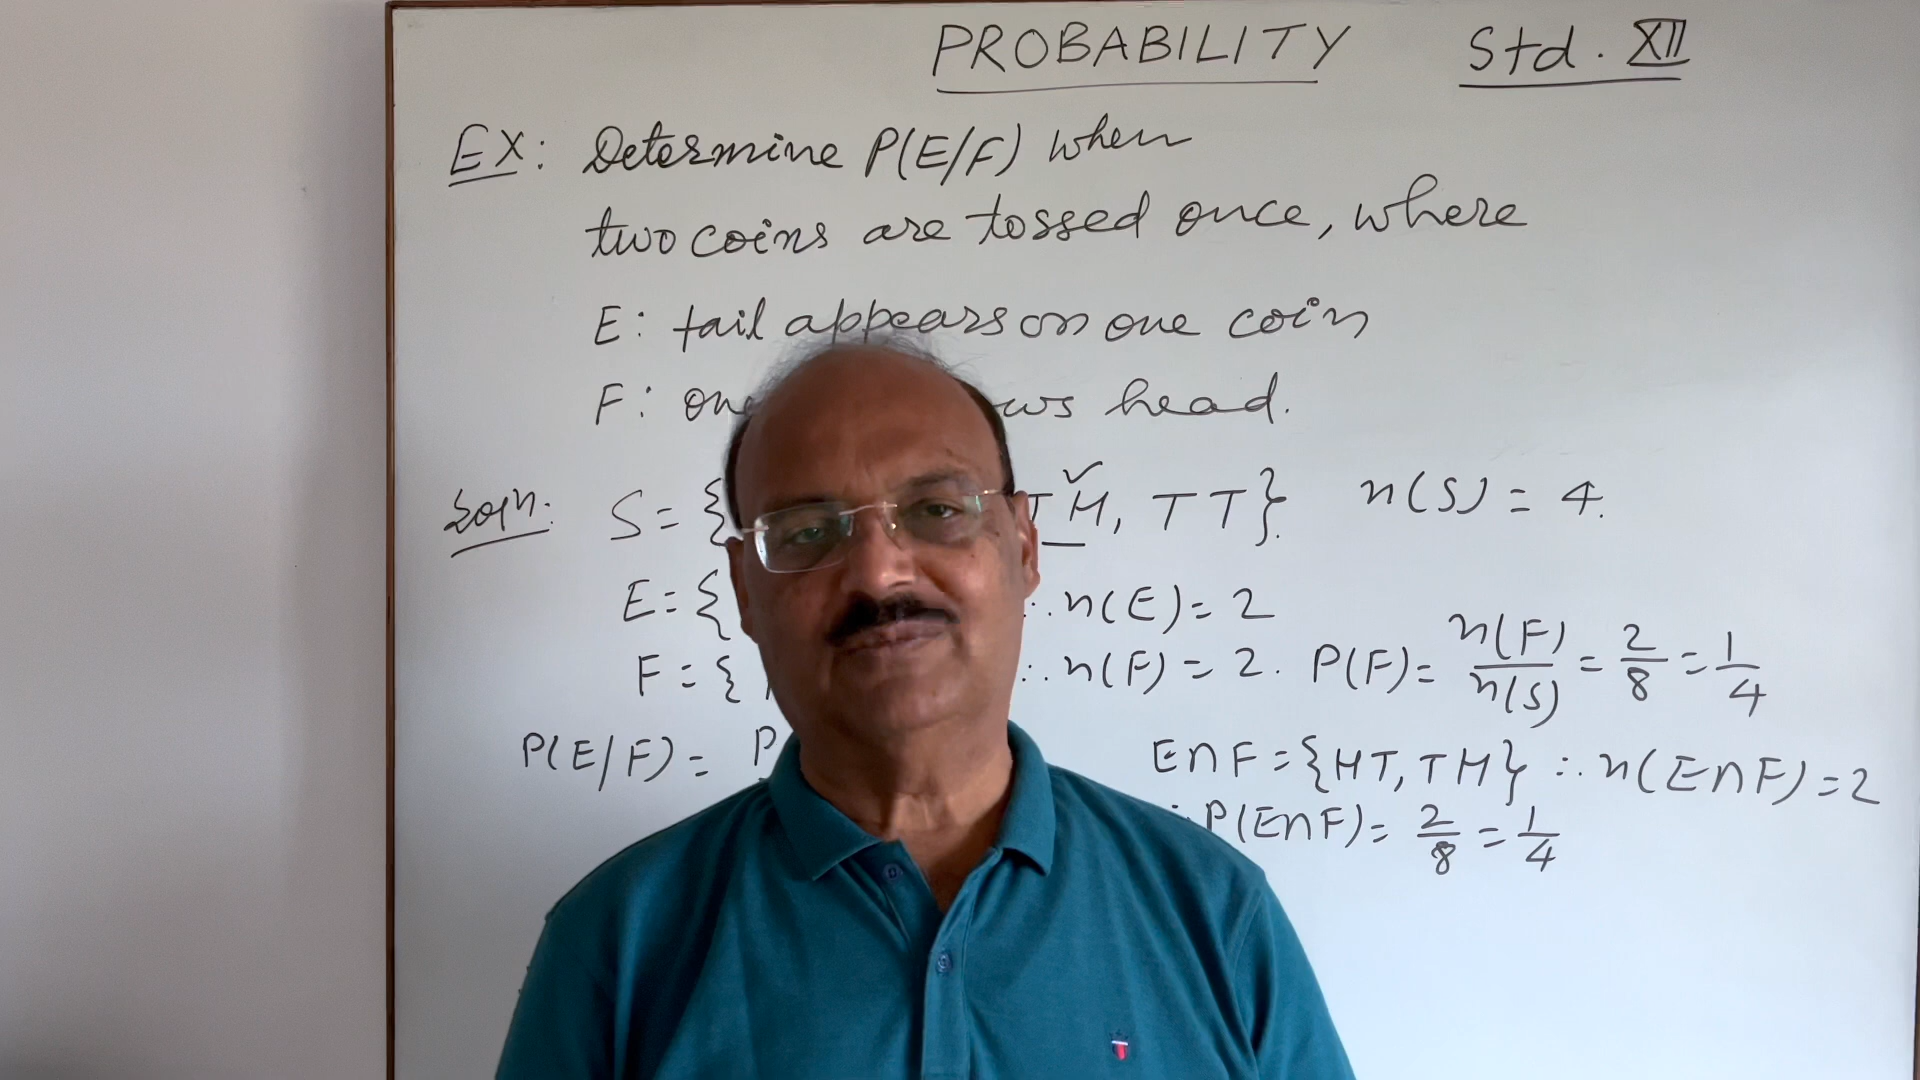 PROBABILITY Std. XII
EX: Determine P(E/F) when
two coins are tossed once, where
E: tail appears on one coin
F: head.
Soln: S = { TH, TT}. n(S) = 4.
E = { ∴ n(E) = 2
F = { ∴ n(F) = 2. P(F) = n(F)/n(S) = 2/8 = 1/4
P(E/F) = P E∩F = {HT, TH} ∴ n(E∩F) = 2
∴ P(E∩F) = 2/8 = 1/4